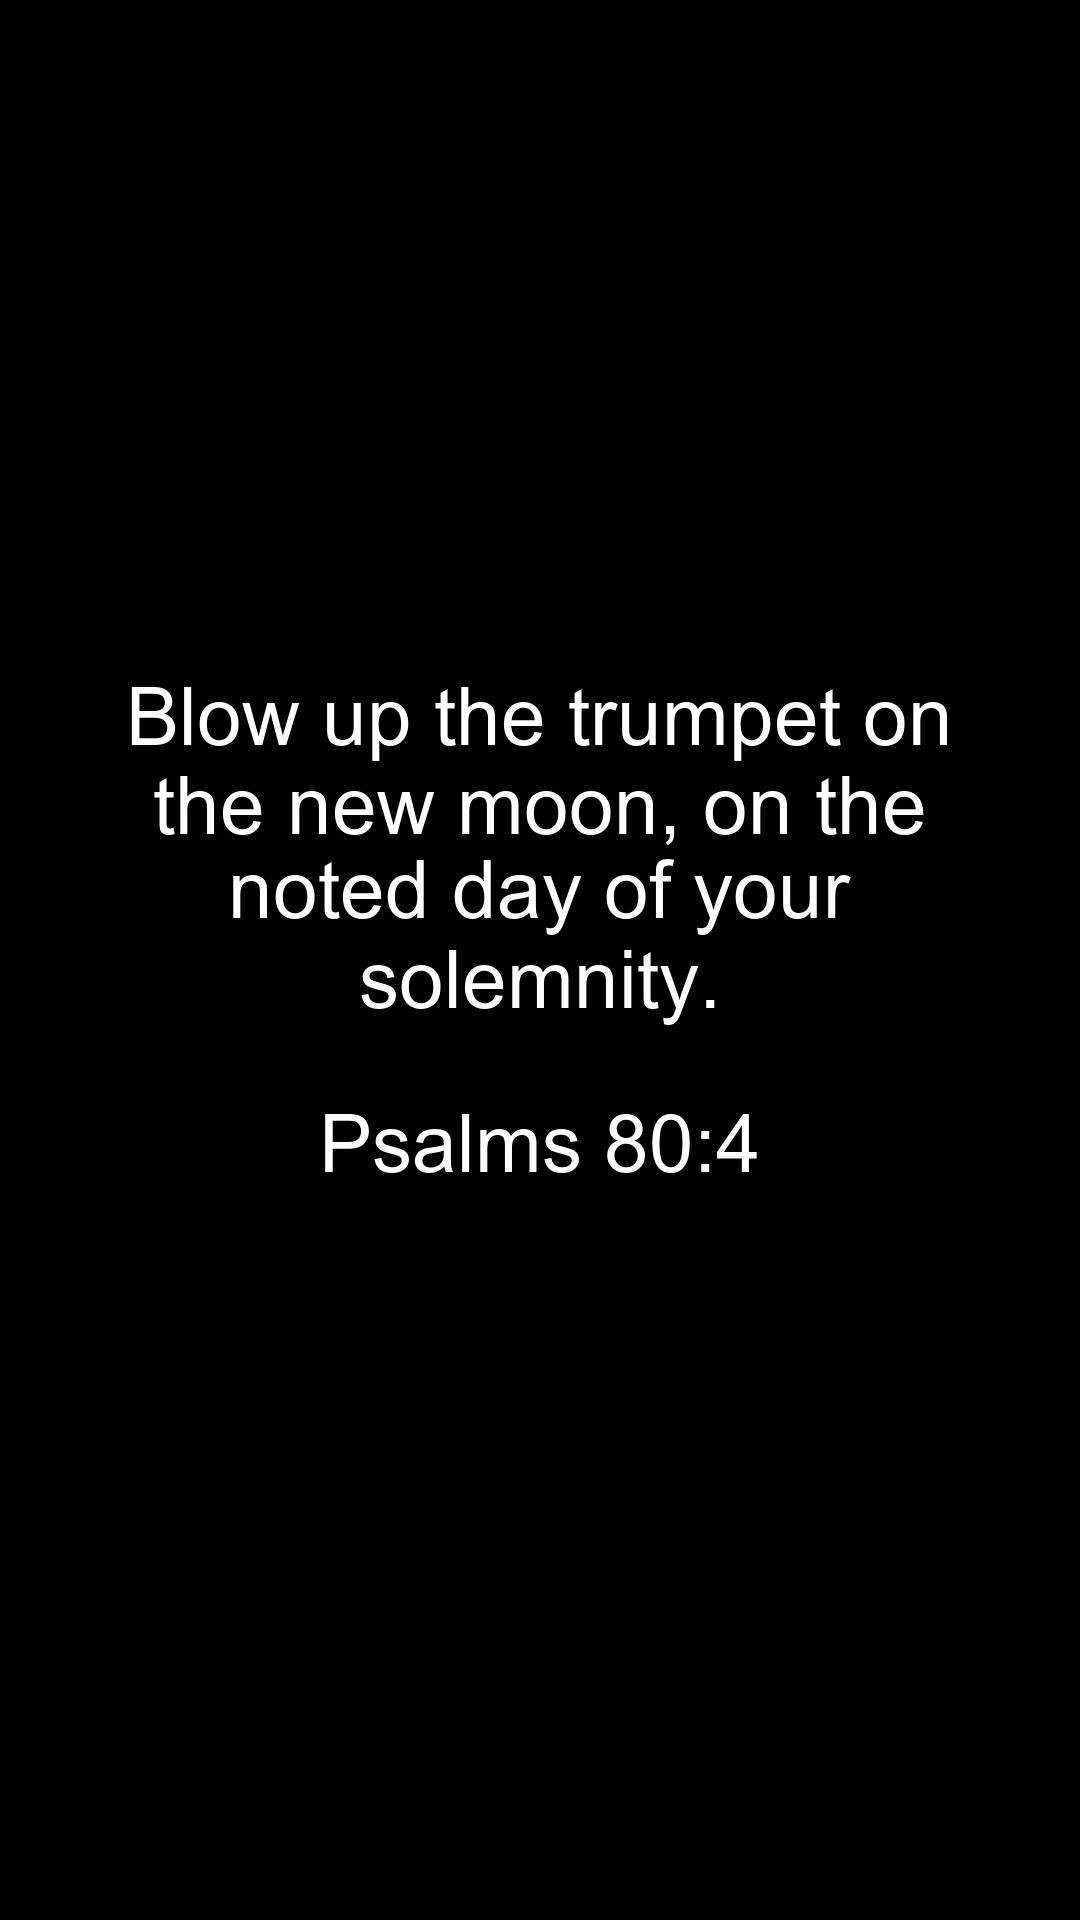 Blow up the trumpet on
the new moon, on the
noted day of your
solemnity.
Psalms 80:4